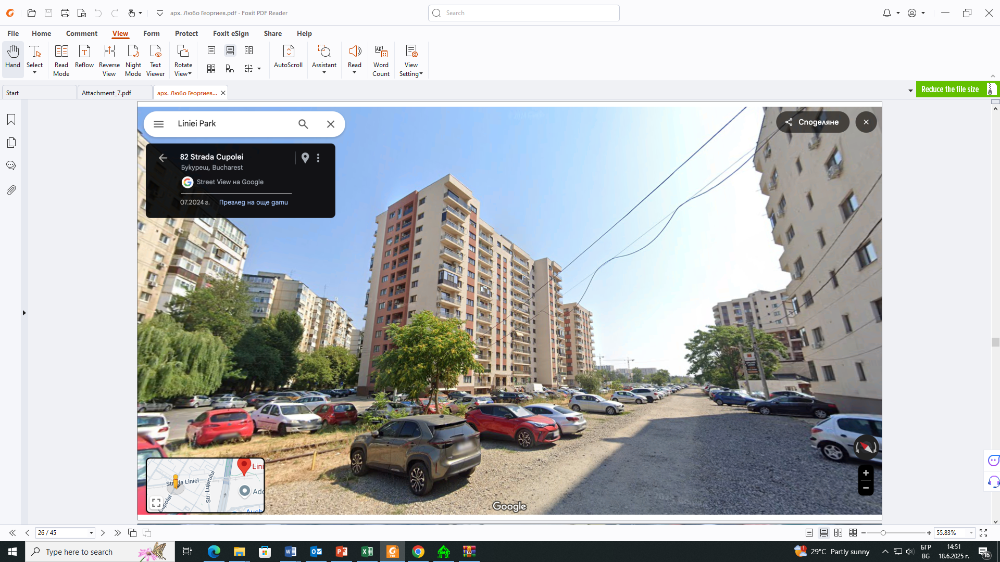 арх. Любо Георгиев.pdf - Foxit PDF Reader
Search
File
Home
Comment
View
Form
Protect
Foxit eSign
Share
Help
Hand
Select
Read Mode
Reflow
Reverse View
Night Mode
Text Viewer
Rotate View
AutoScroll
Assistant
Read
Word Count
View Setting
Start
Attachment_7.pdf
арх. Любо Георгиев...
Reduce the file size
Liniei Park
Споделяне
82 Strada Cupolei
Букурещ, Bucharest
Street View на Google
07.2024 г.
Преглед на още дати
Strada Liniei
Str. Lujerului
Cupolei
Lini
Adc
Google
26 / 45
55.83%
Type here to search
1
29°C Partly sunny
БГР
BG
14:51
18.6.2025 г.
16